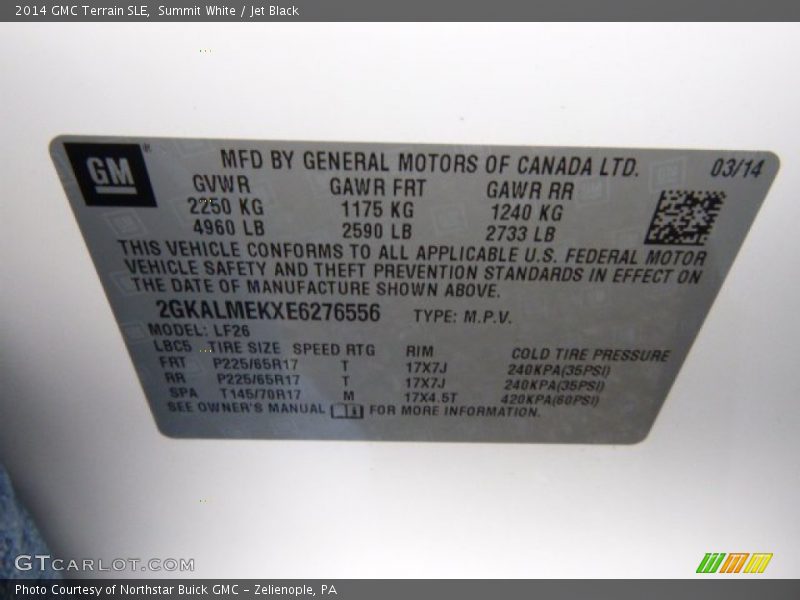 2014 GMC Terrain SLE,  Summit White / Jet Black
GM®
MFD BY GENERAL MOTORS OF CANADA LTD.
03/14
GVWR GAWR FRT GAWR RR
2250 KG 1175 KG 1240 KG
4960 LB 2590 LB 2733 LB
THIS VEHICLE CONFORMS TO ALL APPLICABLE U.S. FEDERAL MOTOR
VEHICLE SAFETY AND THEFT PREVENTION STANDARDS IN EFFECT ON
THE DATE OF MANUFACTURE SHOWN ABOVE.
2GKALMEKXE6276556 TYPE: M.P.V.
MODEL: LF26
LBC5 TIRE SIZE SPEED RTG RIM COLD TIRE PRESSURE
FRT P225/65R17 T 17X7J 240KPA(35PSI)
RR P225/65R17 T 17X7J 240KPA(35PSI)
SPA T145/70R17 M 17X4.5T 420KPA(60PSI)
SEE OWNER'S MANUAL FOR MORE INFORMATION.
GTCARLOT.COM
Photo Courtesy of Northstar Buick GMC - Zelienople, PA